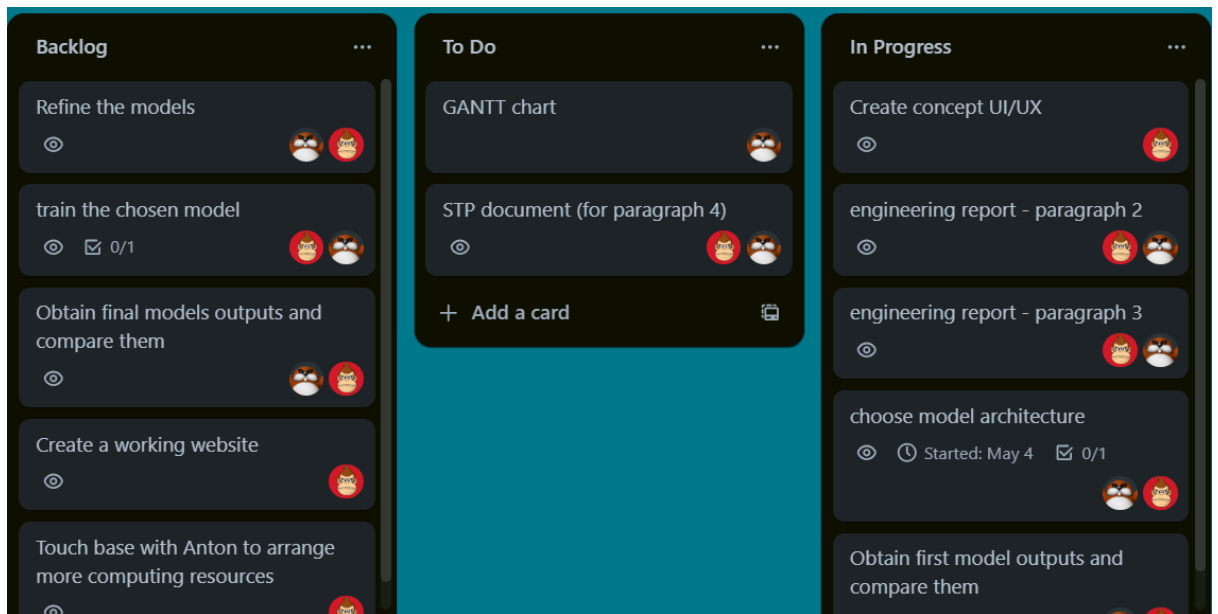 Backlog
Refine the models
train the chosen model
0/1
Obtain final models outputs and
compare them
Create a working website
Touch base with Anton to arrange
more computing resources
To Do
GANTT chart
STP document (for paragraph 4)
+ Add a card
In Progress
Create concept UI/UX
engineering report - paragraph 2
engineering report - paragraph 3
choose model architecture
Started: May 4 0/1
Obtain first model outputs and
compare them